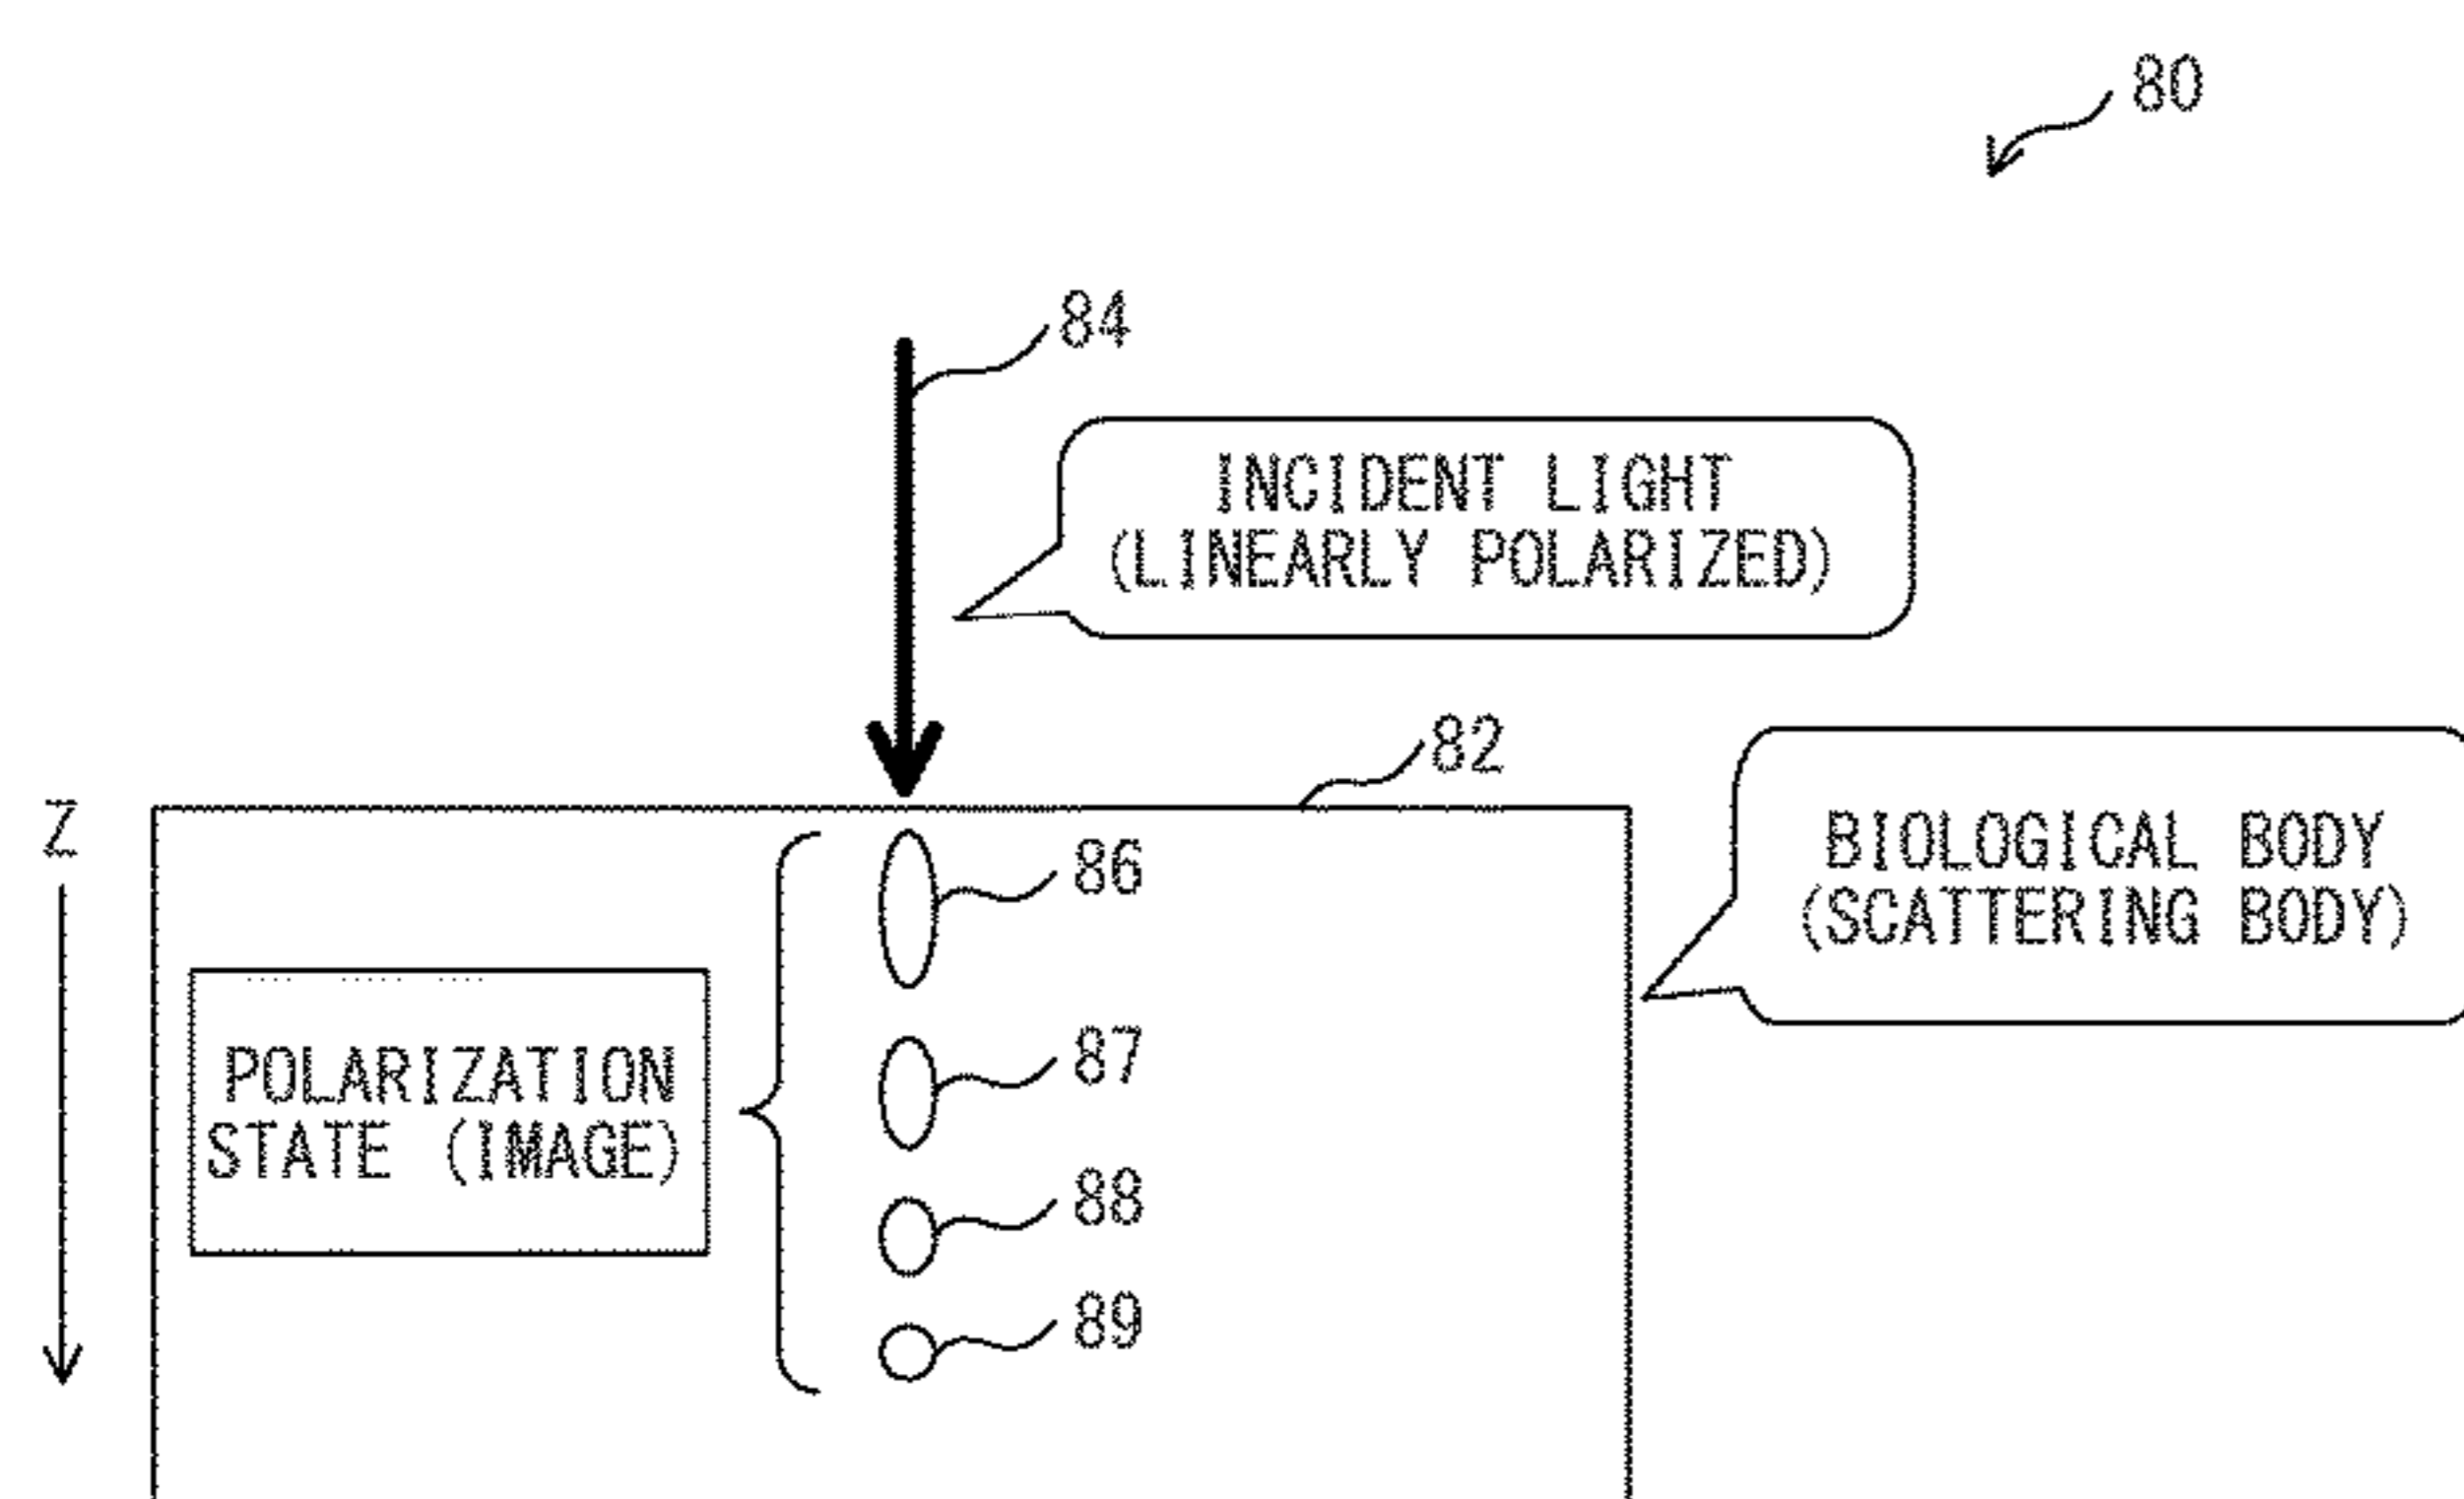 80
84
INCIDENT LIGHT
(LINEARLY POLARIZED)
82
Z
BIOLOGICAL BODY
(SCATTERING BODY)
86
87
POLARIZATION
STATE (IMAGE)
88
89